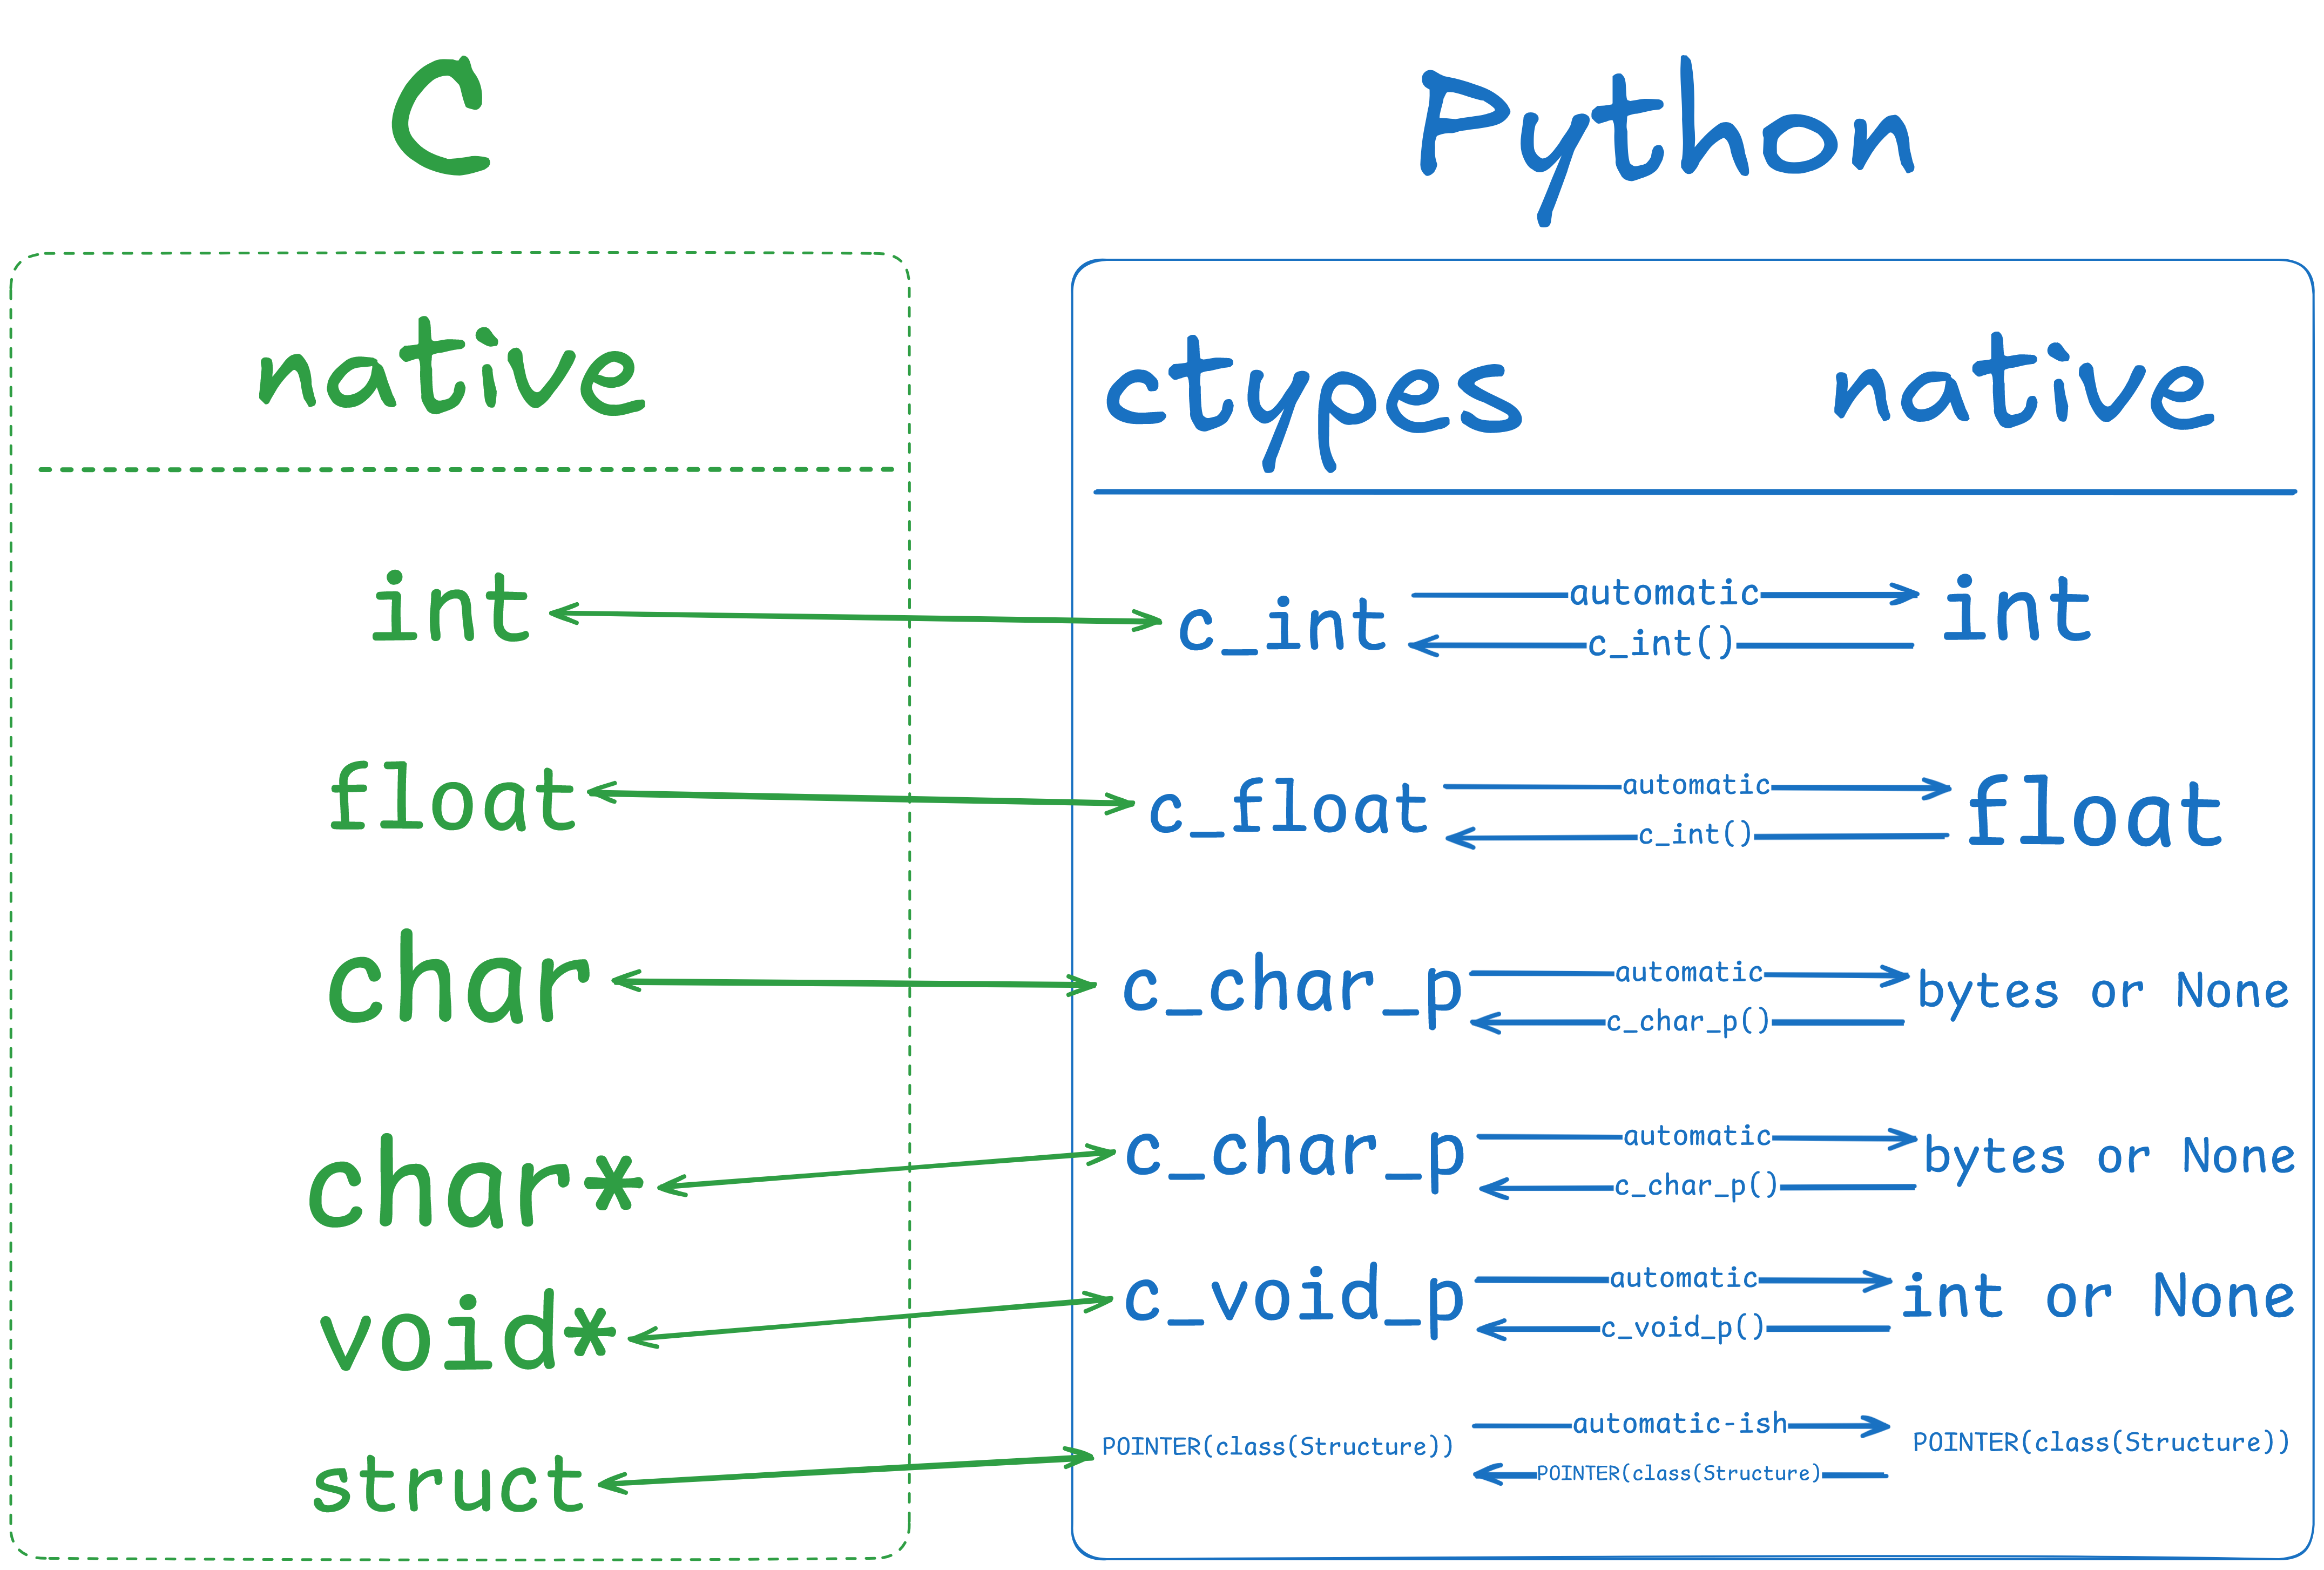 C
Python
native
ctypes native
int
c_int
automatic
c_int()
int
float
c_float
automatic
c_int()
float
char
c_char_p
automatic
c_char_p()
bytes or None
char*
c_char_p
automatic
c_char_p()
bytes or None
void*
c_void_p
automatic
c_void_p()
int or None
struct
POINTER(class(Structure))
automatic-ish
POINTER(class(Structure)
POINTER(class(Structure))